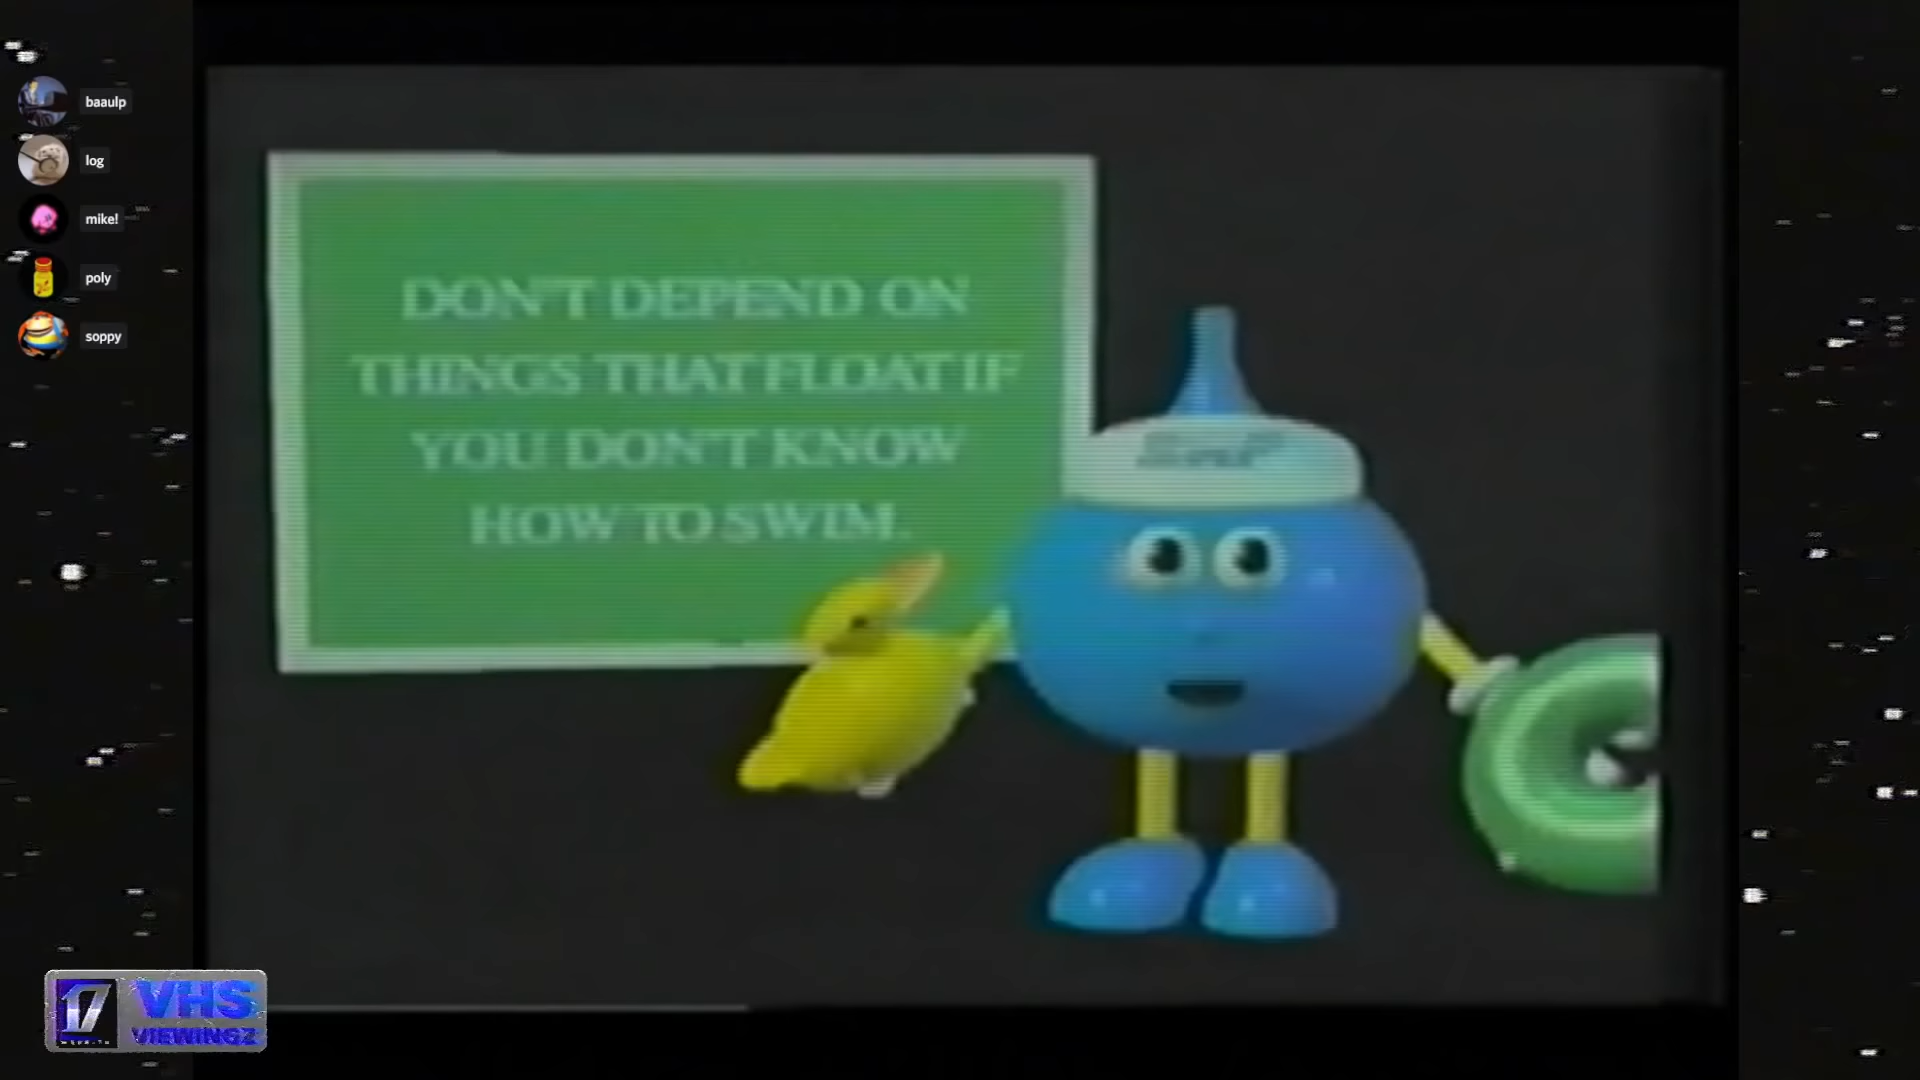 baaulp
log
mike!
poly
soppy
DON'T DEPEND ON
THINGS THAT FLOAT IF
YOU DON'T KNOW
HOW TO SWIM.
17
VHS
VIEWINGZ